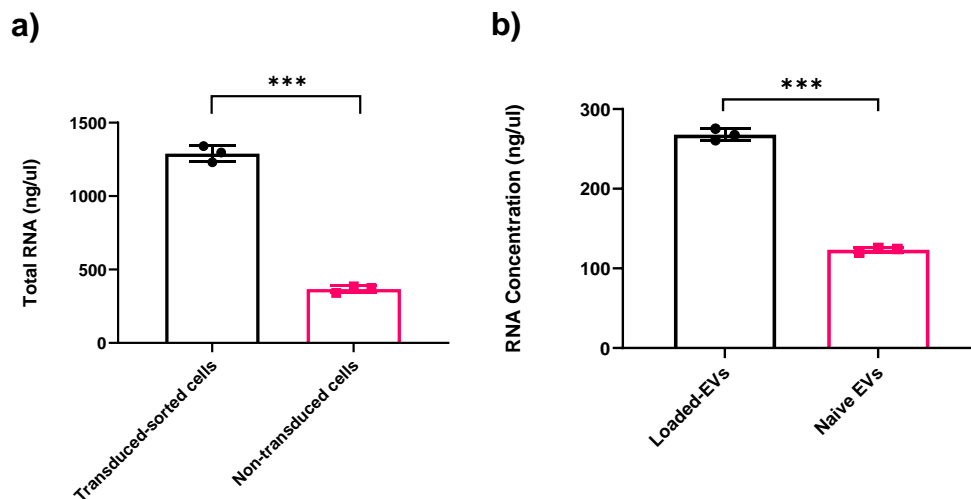 a)
***
Total RNA (ng/ul)
1500
1000
500
0
Transduced-sorted cells
Non-transduced cells
b)
***
RNA Concentration (ng/ul)
300
200
100
0
Loaded-EVs
Naive EVs